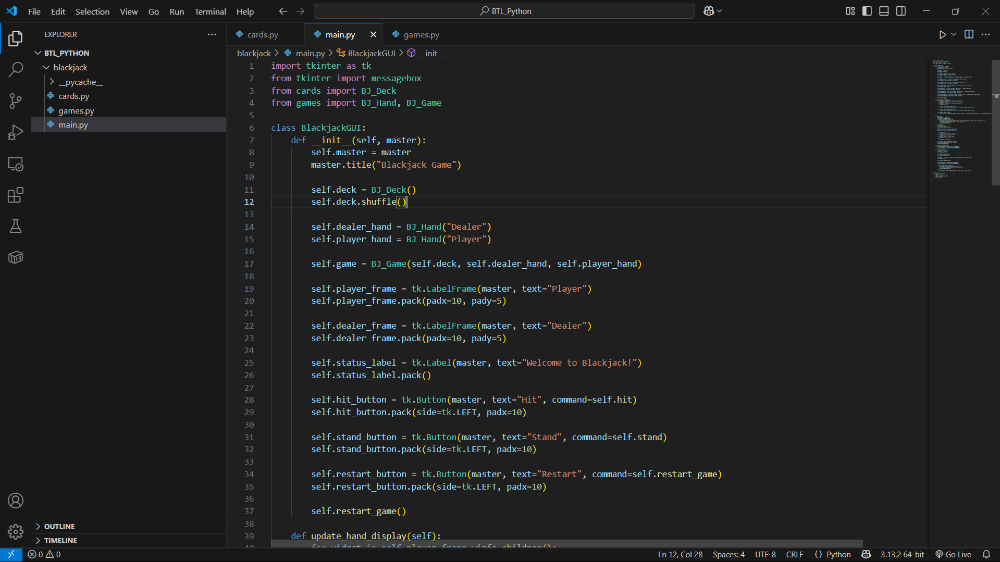 File Edit Selection View Go Run Terminal Help
BTL_Python
EXPLORER
BTL_PYTHON
blackjack
__pycache__
cards.py
games.py
main.py
OUTLINE
TIMELINE
cards.py main.py games.py
blackjack > main.py > BlackjackGUI > __init__
1 import tkinter as tk
2 from tkinter import messagebox
3 from cards import BJ_Deck
4 from games import BJ_Hand, BJ_Game
5
6 class BlackjackGUI:
7     def __init__(self, master):
8         self.master = master
9         master.title("Blackjack Game")
10
11         self.deck = BJ_Deck()
12         self.deck.shuffle()
13
14         self.dealer_hand = BJ_Hand("Dealer")
15         self.player_hand = BJ_Hand("Player")
16
17         self.game = BJ_Game(self.deck, self.dealer_hand, self.player_hand)
18
19         self.player_frame = tk.LabelFrame(master, text="Player")
20         self.player_frame.pack(padx=10, pady=5)
21
22         self.dealer_frame = tk.LabelFrame(master, text="Dealer")
23         self.dealer_frame.pack(padx=10, pady=5)
24
25         self.status_label = tk.Label(master, text="Welcome to Blackjack!")
26         self.status_label.pack()
27
28         self.hit_button = tk.Button(master, text="Hit", command=self.hit)
29         self.hit_button.pack(side=tk.LEFT, padx=10)
30
31         self.stand_button = tk.Button(master, text="Stand", command=self.stand)
32         self.stand_button.pack(side=tk.LEFT, padx=10)
33
34         self.restart_button = tk.Button(master, text="Restart", command=self.restart_game)
35         self.restart_button.pack(side=tk.LEFT, padx=10)
36
37         self.restart_game()
38
39     def update_hand_display(self):
0 0 Ln 12, Col 28 Spaces: 4 UTF-8 CRLF {} Python 3.13.2 64-bit Go Live